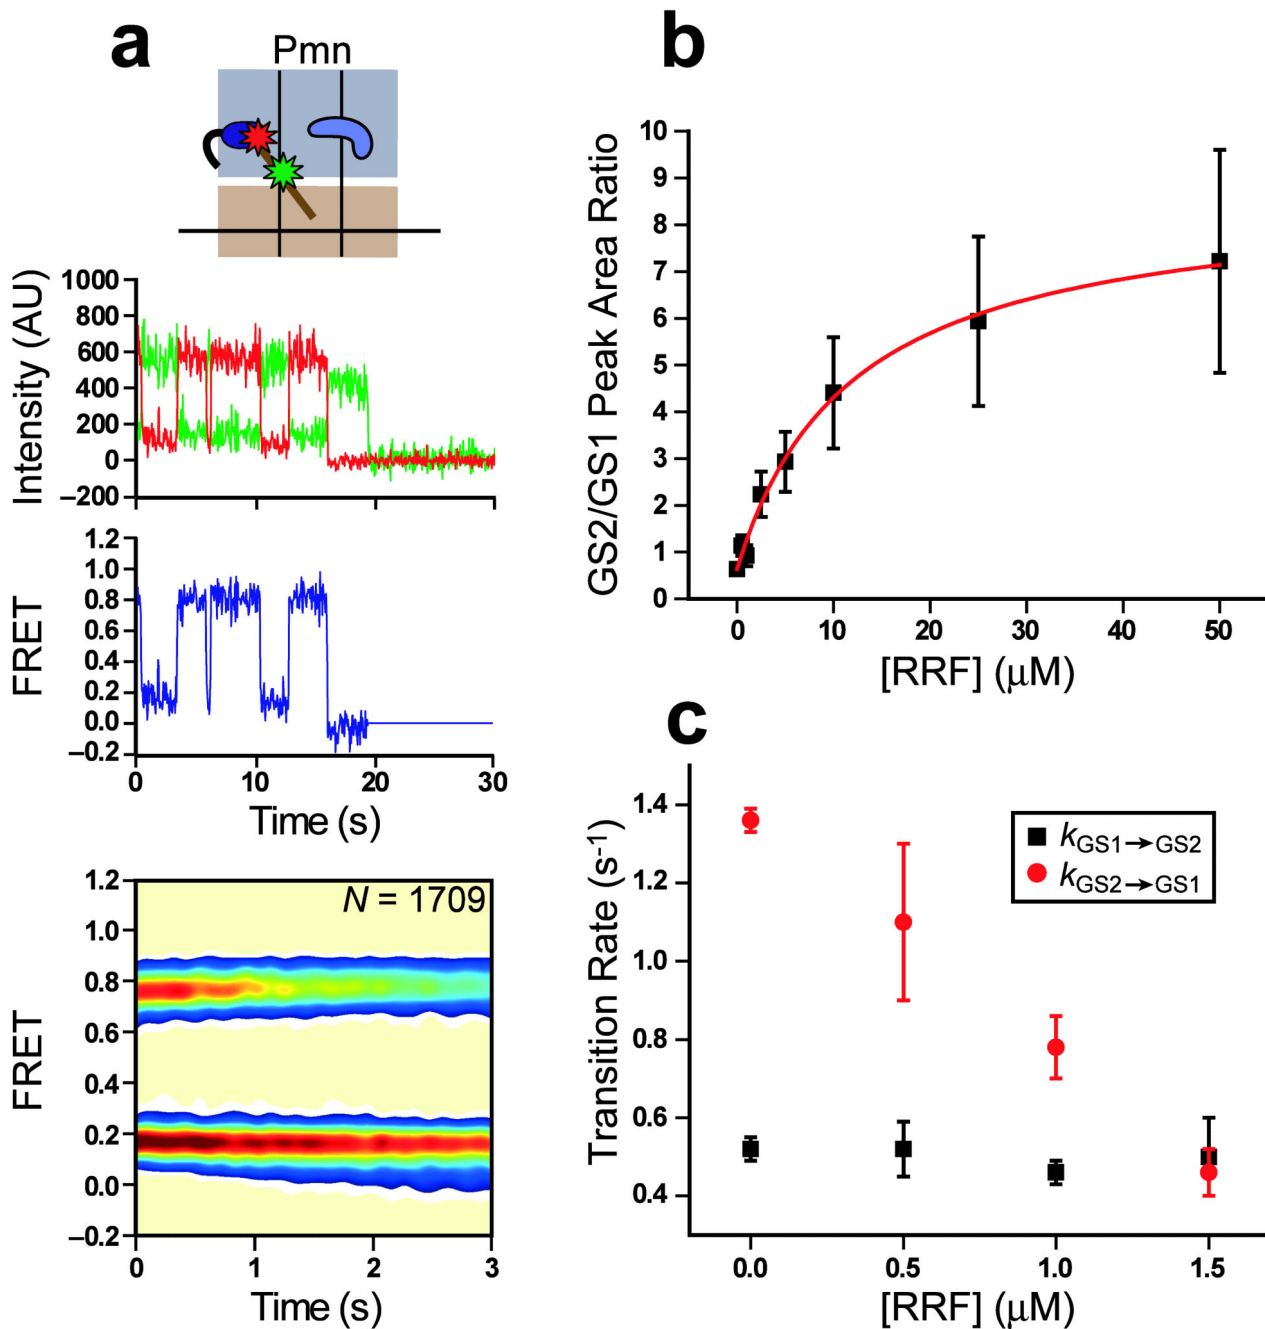 a
Pmn
Intensity (AU)
1000
800
600
400
200
0
–200
FRET
1.2
1.0
0.8
0.6
0.4
0.2
0.0
–0.2
0 10 20 30
Time (s)
FRET
N = 1709
1.2
1.0
0.8
0.6
0.4
0.2
0.0
–0.2
0 1 2 3
Time (s)
b
GS2/GS1 Peak Area Ratio
10
9
8
7
6
5
4
3
2
1
0
0 10 20 30 40 50
[RRF] (μM)
c
Transition Rate (s-1)
1.4
1.2
1.0
0.8
0.6
0.4
kGS1→GS2
kGS2→GS1
0.0 0.5 1.0 1.5
[RRF] (μM)